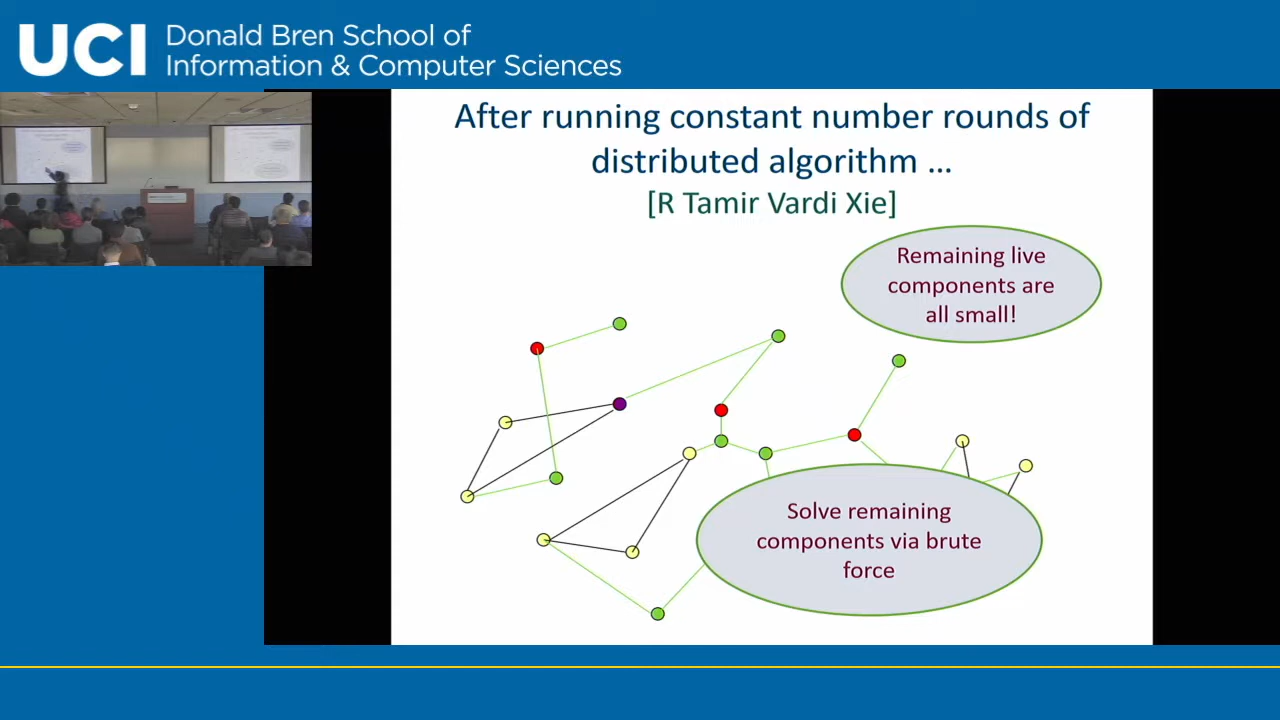 UCI
Donald Bren School of
Information & Computer Sciences
After running constant number rounds of
distributed algorithm …
[R Tamir Vardi Xie]
Remaining live
components are
all small!
Solve remaining
components via brute
force